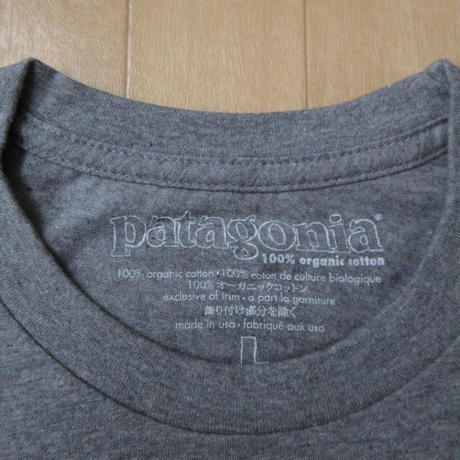 patagonia®
100% organic cotton
100% organic cotton • 100% coton de culture biologique
100% オーガニックコットン
exclusive of trim • a part la garniture
飾り付け部分を除く
made in usa • fabriqué aux usa
L